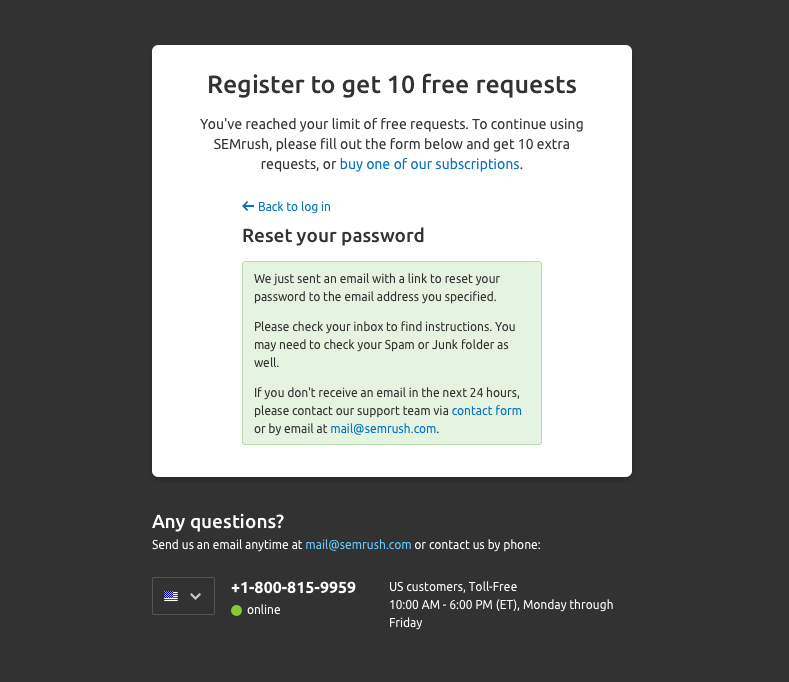 Register to get 10 free requests
You've reached your limit of free requests. To continue using
SEMrush, please fill out the form below and get 10 extra
requests, or buy one of our subscriptions.
Back to log in
Reset your password
We just sent an email with a link to reset your
password to the email address you specified.
Please check your inbox to find instructions. You
may need to check your Spam or Junk folder as
well.
If you don't receive an email in the next 24 hours,
please contact our support team via contact form
or by email at mail@semrush.com.
Any questions?
Send us an email anytime at mail@semrush.com or contact us by phone:
+1-800-815-9959
online
US customers, Toll-Free
10:00 AM - 6:00 PM (ET), Monday through
Friday